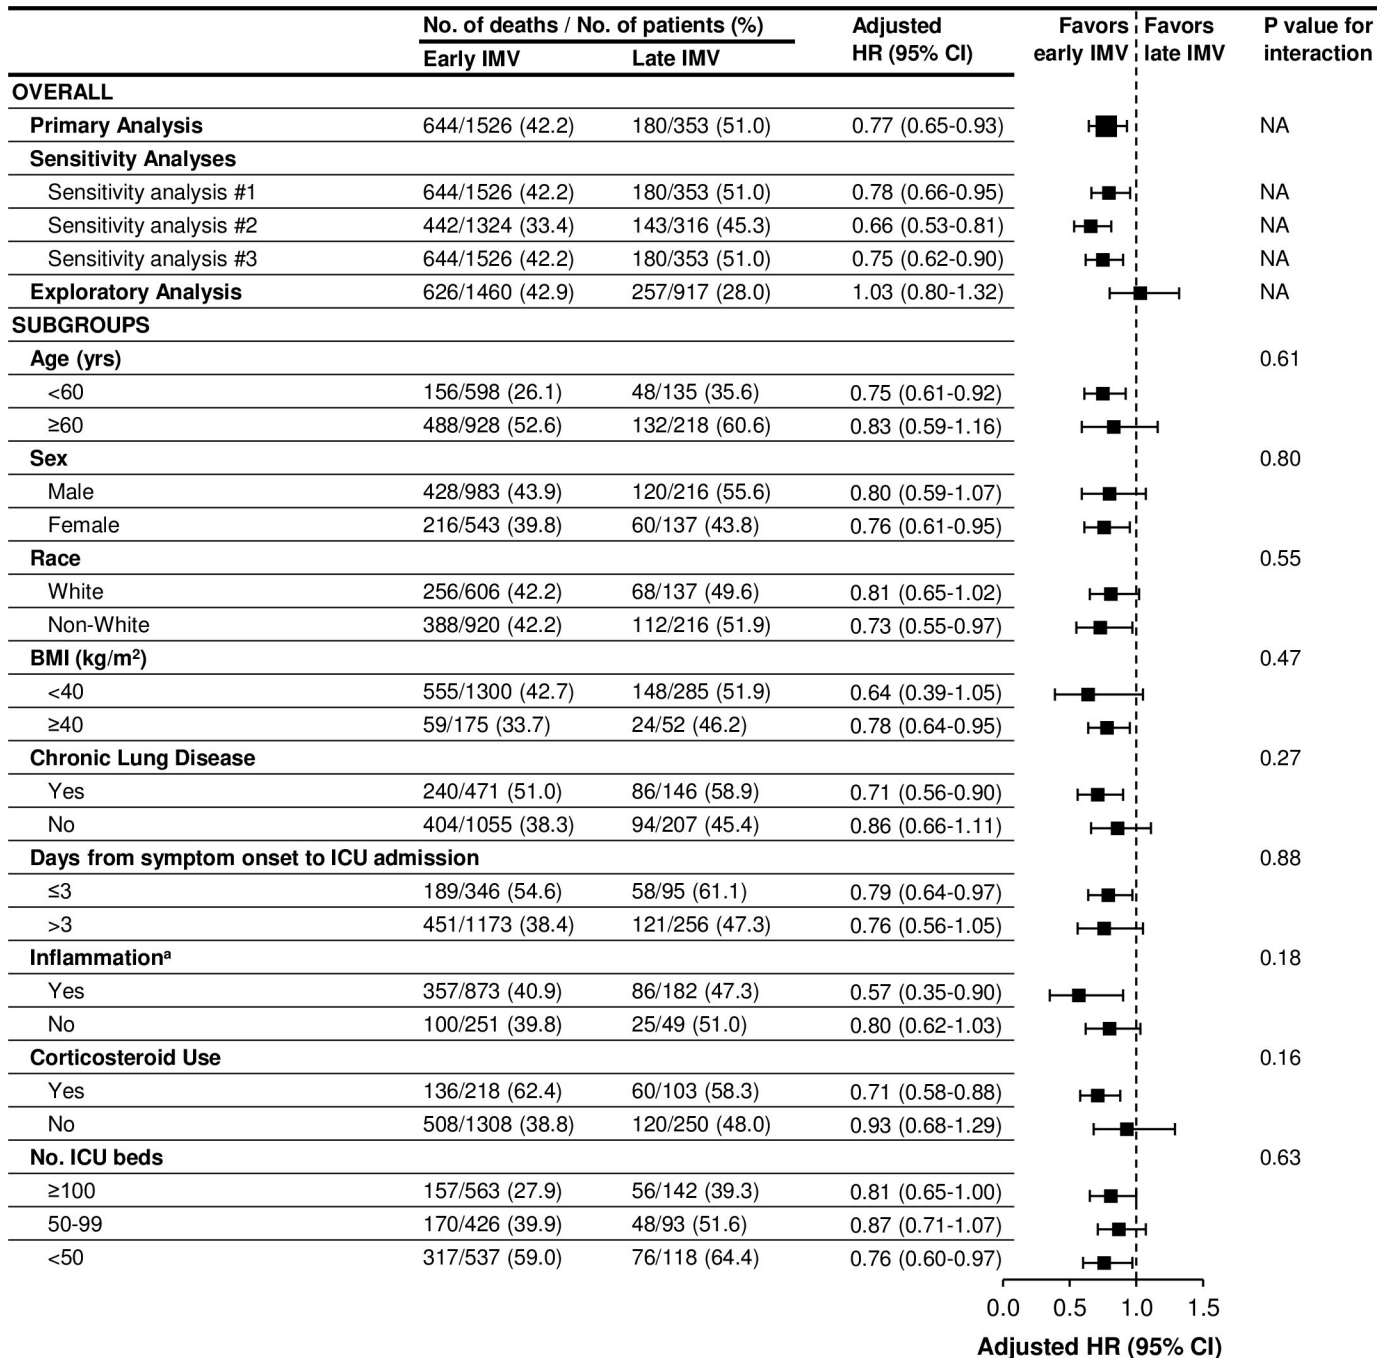 No. of deaths / No. of patients (%) Adjusted Favors Favors P value for
Early IMV Late IMV HR (95% CI) early IMV late IMV interaction
OVERALL
Primary Analysis 644/1526 (42.2) 180/353 (51.0) 0.77 (0.65-0.93) NA
Sensitivity Analyses
Sensitivity analysis #1 644/1526 (42.2) 180/353 (51.0) 0.78 (0.66-0.95) NA
Sensitivity analysis #2 442/1324 (33.4) 143/316 (45.3) 0.66 (0.53-0.81) NA
Sensitivity analysis #3 644/1526 (42.2) 180/353 (51.0) 0.75 (0.62-0.90) NA
Exploratory Analysis 626/1460 (42.9) 257/917 (28.0) 1.03 (0.80-1.32) NA
SUBGROUPS
Age (yrs) 0.61
<60 156/598 (26.1) 48/135 (35.6) 0.75 (0.61-0.92)
≥60 488/928 (52.6) 132/218 (60.6) 0.83 (0.59-1.16)
Sex 0.80
Male 428/983 (43.9) 120/216 (55.6) 0.80 (0.59-1.07)
Female 216/543 (39.8) 60/137 (43.8) 0.76 (0.61-0.95)
Race 0.55
White 256/606 (42.2) 68/137 (49.6) 0.81 (0.65-1.02)
Non-White 388/920 (42.2) 112/216 (51.9) 0.73 (0.55-0.97)
BMI (kg/m²) 0.47
<40 555/1300 (42.7) 148/285 (51.9) 0.64 (0.39-1.05)
≥40 59/175 (33.7) 24/52 (46.2) 0.78 (0.64-0.95)
Chronic Lung Disease 0.27
Yes 240/471 (51.0) 86/146 (58.9) 0.71 (0.56-0.90)
No 404/1055 (38.3) 94/207 (45.4) 0.86 (0.66-1.11)
Days from symptom onset to ICU admission 0.88
≤3 189/346 (54.6) 58/95 (61.1) 0.79 (0.64-0.97)
>3 451/1173 (38.4) 121/256 (47.3) 0.76 (0.56-1.05)
Inflammationᵃ 0.18
Yes 357/873 (40.9) 86/182 (47.3) 0.57 (0.35-0.90)
No 100/251 (39.8) 25/49 (51.0) 0.80 (0.62-1.03)
Corticosteroid Use 0.16
Yes 136/218 (62.4) 60/103 (58.3) 0.71 (0.58-0.88)
No 508/1308 (38.8) 120/250 (48.0) 0.93 (0.68-1.29)
No. ICU beds 0.63
≥100 157/563 (27.9) 56/142 (39.3) 0.81 (0.65-1.00)
50-99 170/426 (39.9) 48/93 (51.6) 0.87 (0.71-1.07)
<50 317/537 (59.0) 76/118 (64.4) 0.76 (0.60-0.97)
0.0 0.5 1.0 1.5
Adjusted HR (95% CI)